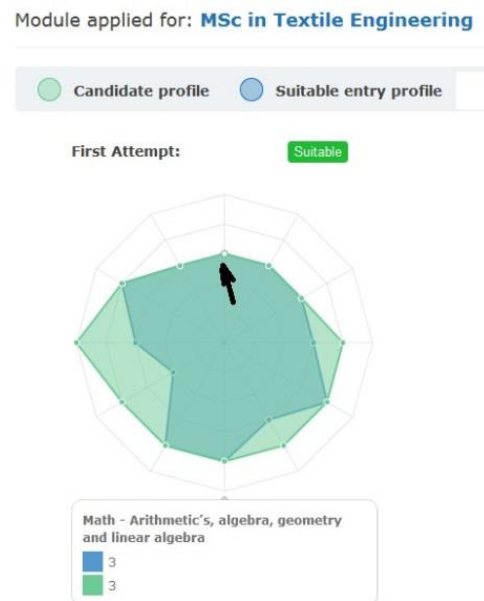 Module applied for: MSc in Textile Engineering
Candidate profile Suitable entry profile
First Attempt: Suitable
Math - Arithmetic's, algebra, geometry
and linear algebra
3
3